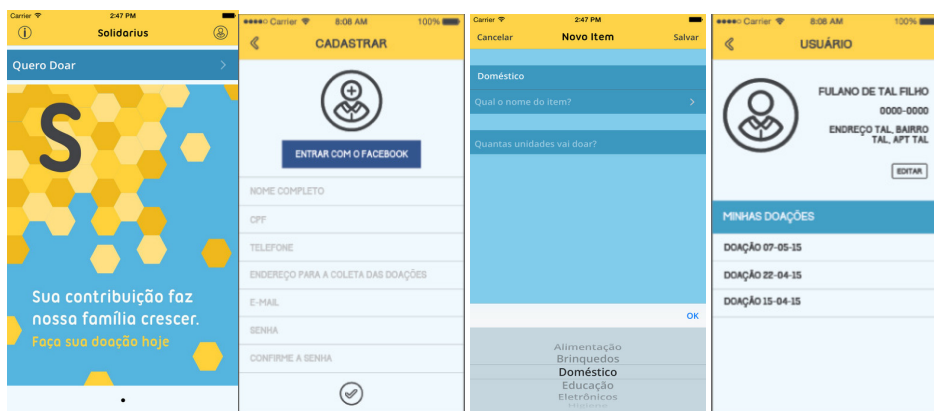 Carrier 2:47 PM
Solidarius
Quero Doar
S
Sua contribuição faz
nossa família crescer.
Faça sua doação hoje
Carrier 8:08 AM 100%
CADASTRAR
ENTRAR COM O FACEBOOK
NOME COMPLETO
CPF
TELEFONE
ENDEREÇO PARA A COLETA DAS DOAÇÕES
E-MAIL
SENHA
CONFIRME A SENHA
Carrier 2:47 PM
Cancelar Novo Item Salvar
Doméstico
Qual o nome do item?
Quantas unidades vai doar?
OK
Alimentação
Brinquedos
Doméstico
Educação
Eletrônicos
Carrier 8:08 AM 100%
USUÁRIO
FULANO DE TAL FILHO
0000-0000
ENDREÇO TAL, BAIRRO
TAL, APT TAL
EDITAR
MINHAS DOAÇÕES
DOAÇÃO 07-05-15
DOAÇÃO 22-04-15
DOAÇÃO 15-04-15